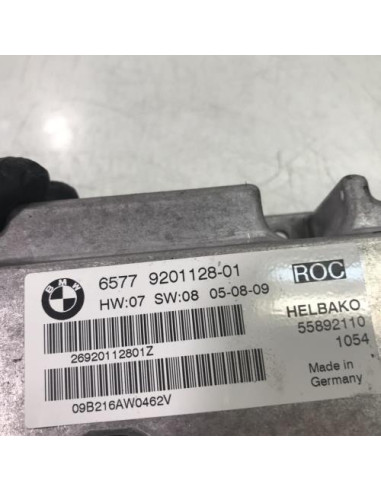 BMW
6577 9201128-01
ROC
HW:07 SW:08 05-08-09
HELBAKO
55892110
1054
26920112801Z
Made in
Germany
09B216AW0462V